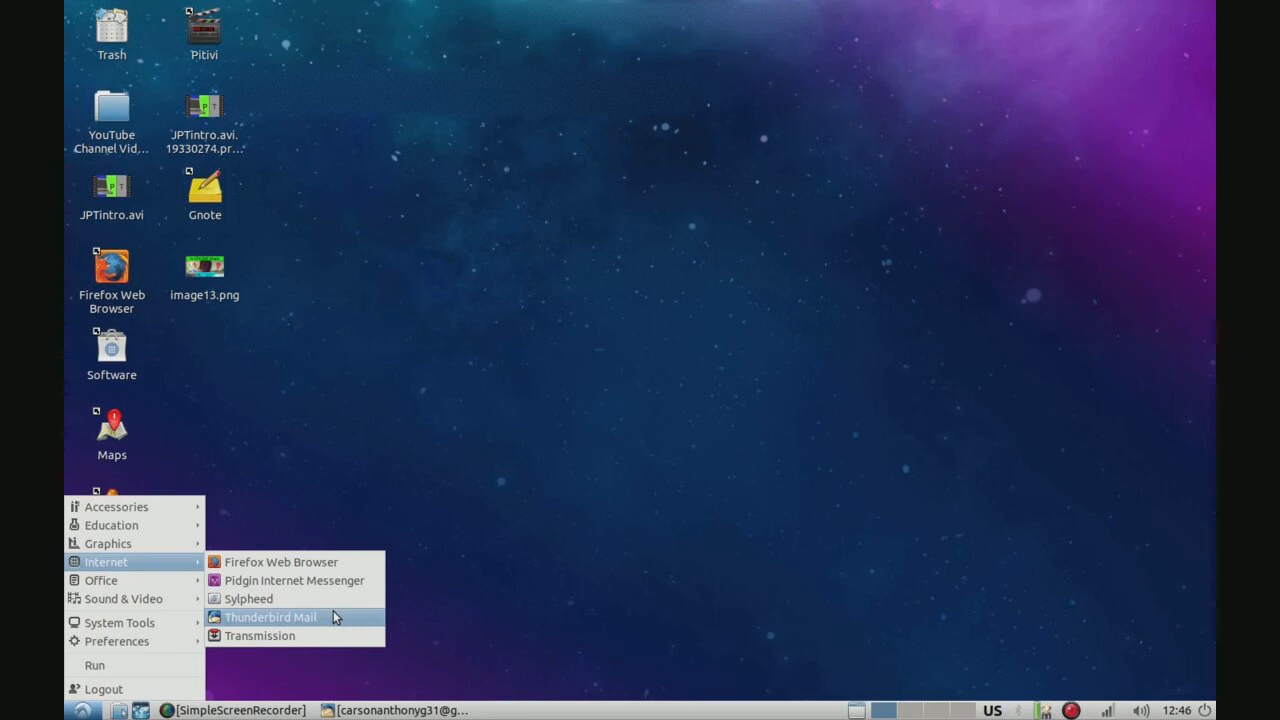 Trash
Pitivi
YouTube
Channel Vid...
JPTintro.avi.
19330274.pr...
JPTintro.avi
Gnote
Firefox Web
Browser
image13.png
Software
Maps
Accessories
Education
Graphics
Internet
Office
Sound & Video
System Tools
Preferences
Run
Logout
Firefox Web Browser
Pidgin Internet Messenger
Sylpheed
Thunderbird Mail
Transmission
[SimpleScreenRecorder]
[carsonanthonyg31@g...
US
12:46